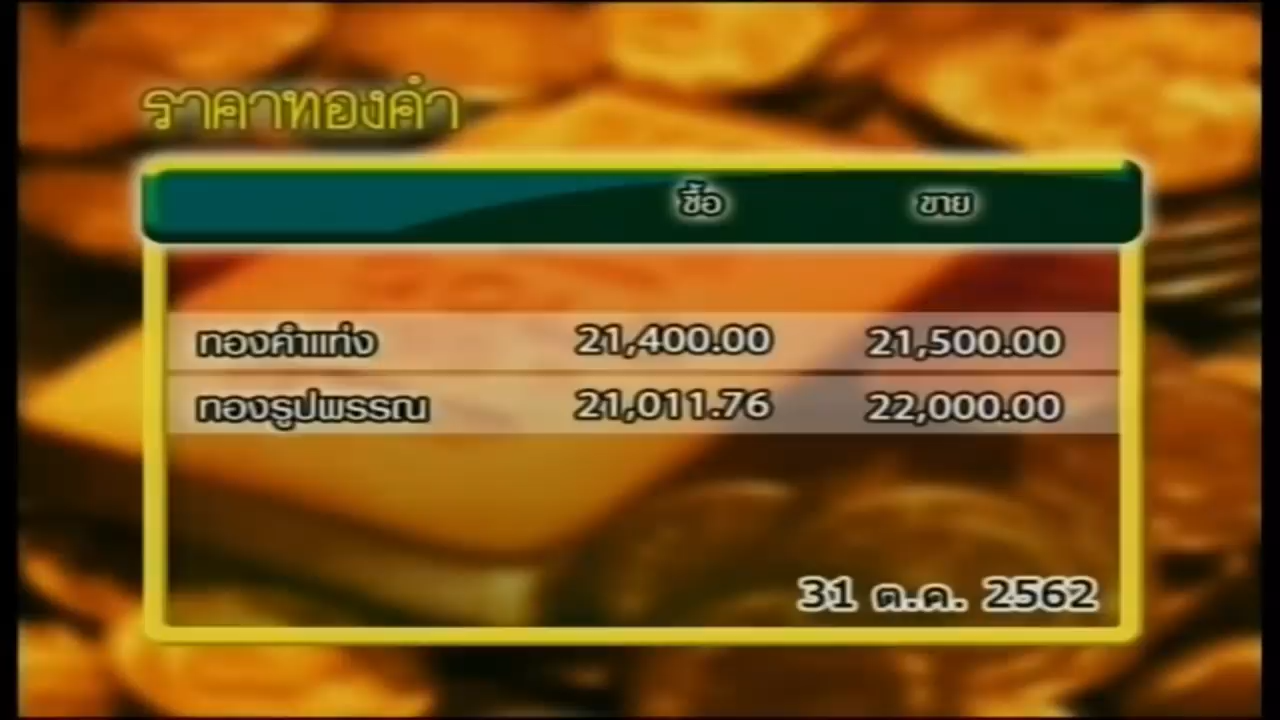 ราคาทองคำ
ซื้อ ขาย
ทองคำแท่ง 21,400.00 21,500.00
ทองรูปพรรณ 21,011.76 22,000.00
31 ต.ค. 2562